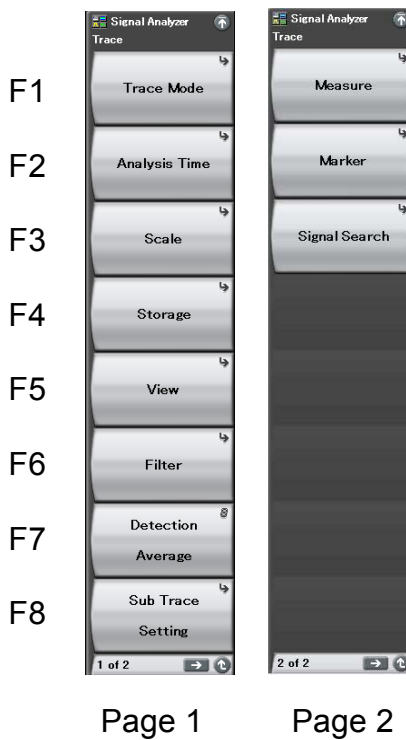 Signal Analyzer
Trace
F1
Trace Mode
F2
Analysis Time
F3
Scale
F4
Storage
F5
View
F6
Filter
F7
Detection
Average
F8
Sub Trace
Setting
1 of 2
Page 1
Signal Analyzer
Trace
Measure
Marker
Signal Search
2 of 2
Page 2